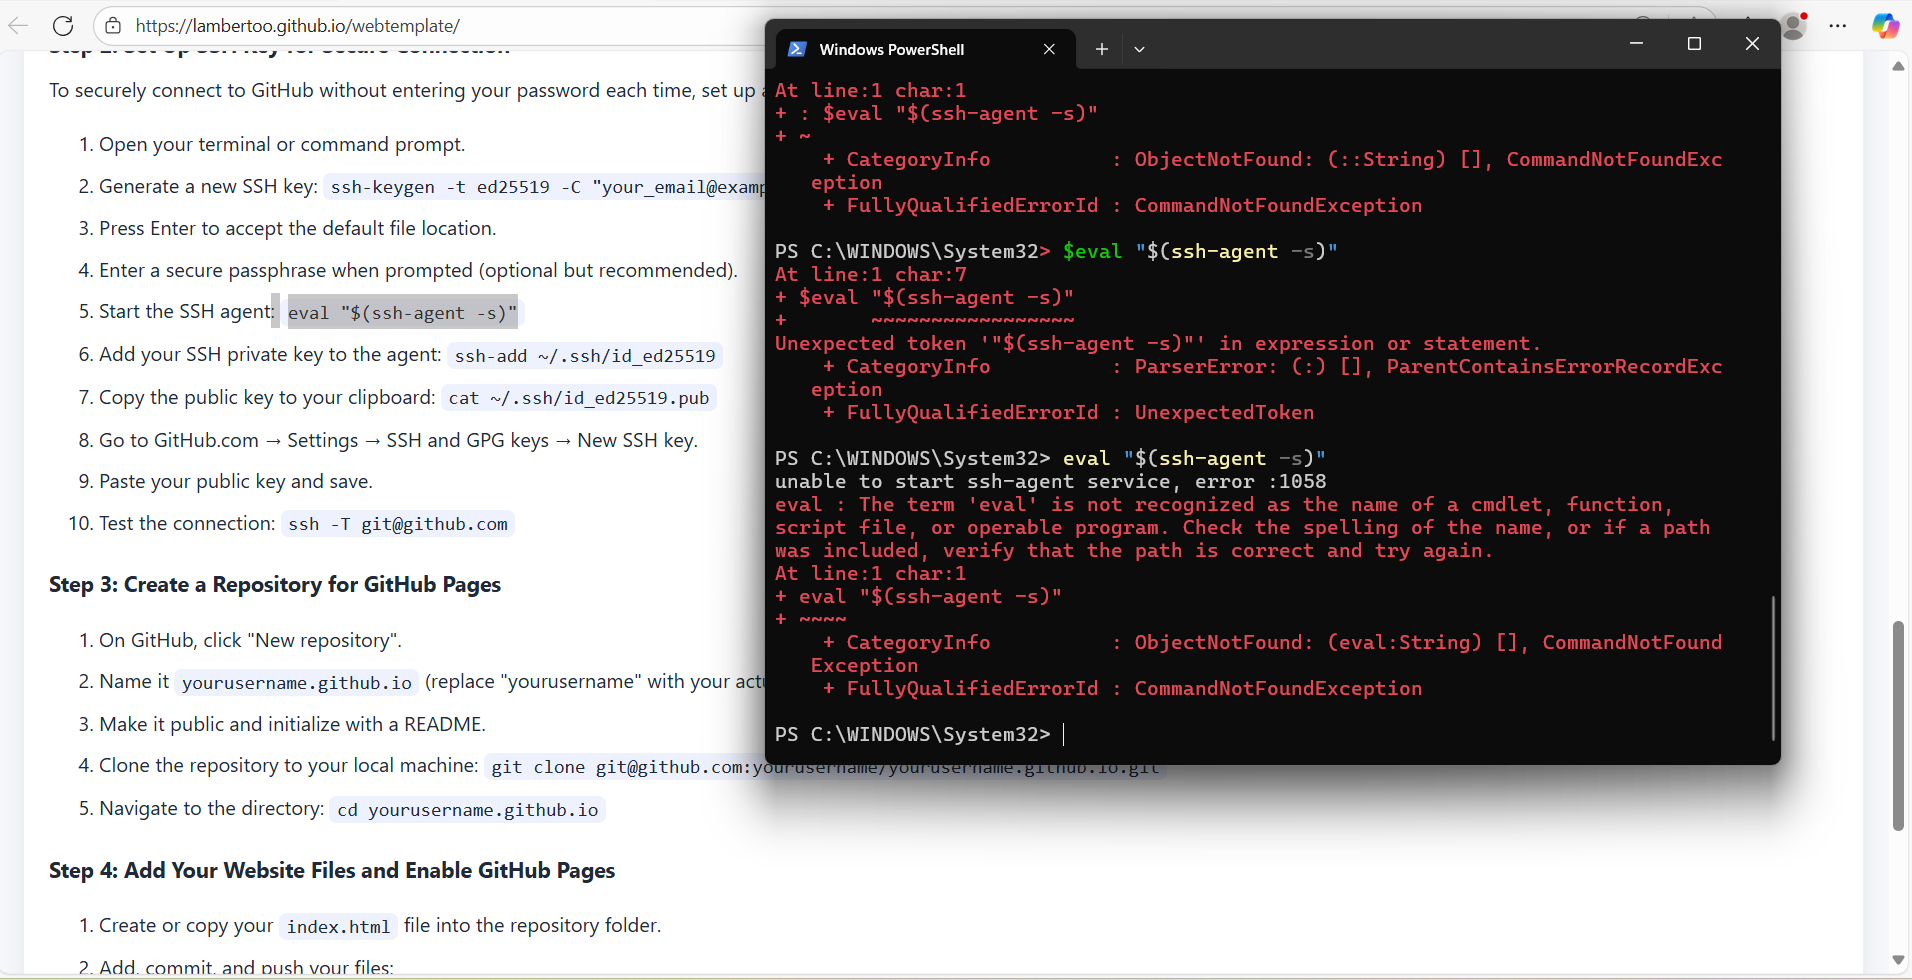 https://lambertoo.github.io/webtemplate/
To securely connect to GitHub without entering your password each time, set up
1. Open your terminal or command prompt.
2. Generate a new SSH key: ssh-keygen -t ed25519 -C "your_email@examp
3. Press Enter to accept the default file location.
4. Enter a secure passphrase when prompted (optional but recommended).
5. Start the SSH agent: eval "$(ssh-agent -s)"
6. Add your SSH private key to the agent: ssh-add ~/.ssh/id_ed25519
7. Copy the public key to your clipboard: cat ~/.ssh/id_ed25519.pub
8. Go to GitHub.com → Settings → SSH and GPG keys → New SSH key.
9. Paste your public key and save.
10. Test the connection: ssh -T git@github.com
Step 3: Create a Repository for GitHub Pages
1. On GitHub, click "New repository".
2. Name it yourusername.github.io (replace "yourusername" with your actu
3. Make it public and initialize with a README.
4. Clone the repository to your local machine: git clone git@github.com:yourusername/yourusername.github.io.git
5. Navigate to the directory: cd yourusername.github.io
Step 4: Add Your Website Files and Enable GitHub Pages
1. Create or copy your index.html file into the repository folder.
2. Add, commit, and push your files:
Windows PowerShell
At line:1 char:1
+ : $eval "$(ssh-agent -s)"
+ ~
+ CategoryInfo : ObjectNotFound: (::String) [], CommandNotFoundExc
eption
+ FullyQualifiedErrorId : CommandNotFoundException
PS C:\WINDOWS\System32> $eval "$(ssh-agent -s)"
At line:1 char:7
+ $eval "$(ssh-agent -s)"
+ ~~~~~~~~~~~~~~~~~
Unexpected token '"$(ssh-agent -s)"' in expression or statement.
+ CategoryInfo : ParserError: (:) [], ParentContainsErrorRecordExc
eption
+ FullyQualifiedErrorId : UnexpectedToken
PS C:\WINDOWS\System32> eval "$(ssh-agent -s)"
unable to start ssh-agent service, error :1058
eval : The term 'eval' is not recognized as the name of a cmdlet, function,
script file, or operable program. Check the spelling of the name, or if a path
was included, verify that the path is correct and try again.
At line:1 char:1
+ eval "$(ssh-agent -s)"
+ ~~~~
+ CategoryInfo : ObjectNotFound: (eval:String) [], CommandNotFound
Exception
+ FullyQualifiedErrorId : CommandNotFoundException
PS C:\WINDOWS\System32>